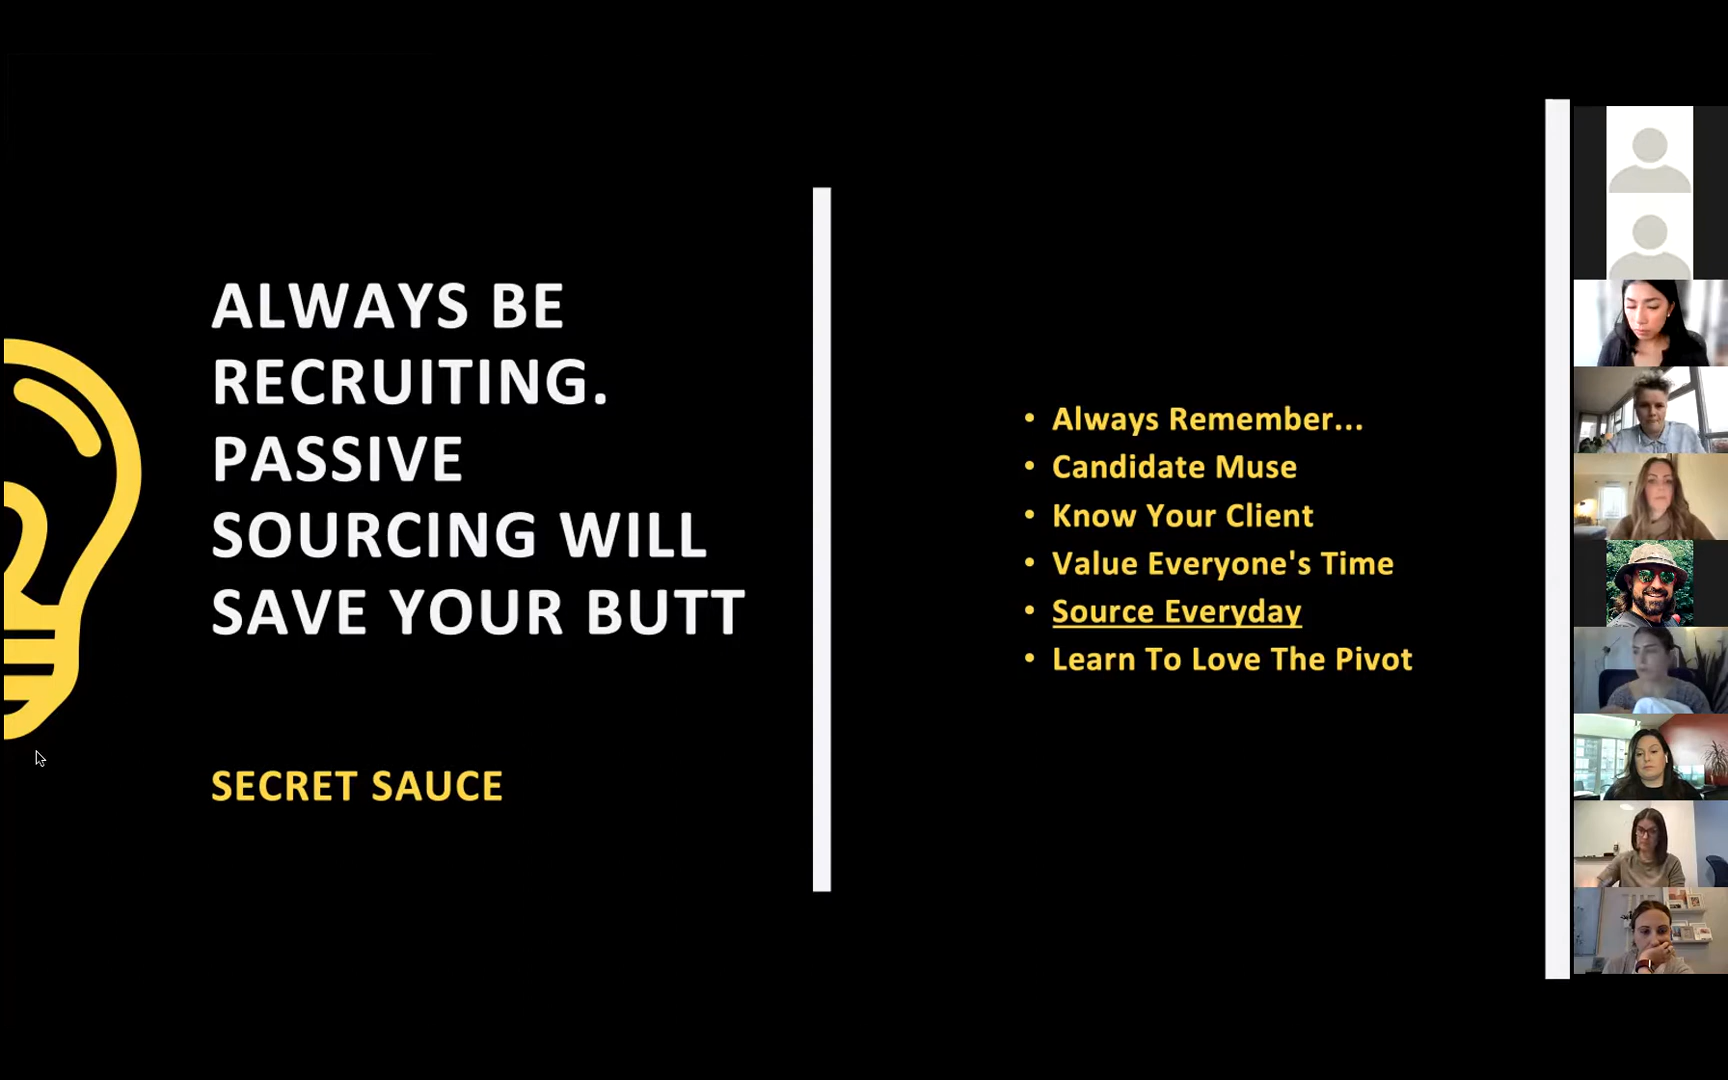 ALWAYS BE
RECRUITING.
PASSIVE
SOURCING WILL
SAVE YOUR BUTT
SECRET SAUCE
• Always Remember...
• Candidate Muse
• Know Your Client
• Value Everyone's Time
• Source Everyday
• Learn To Love The Pivot